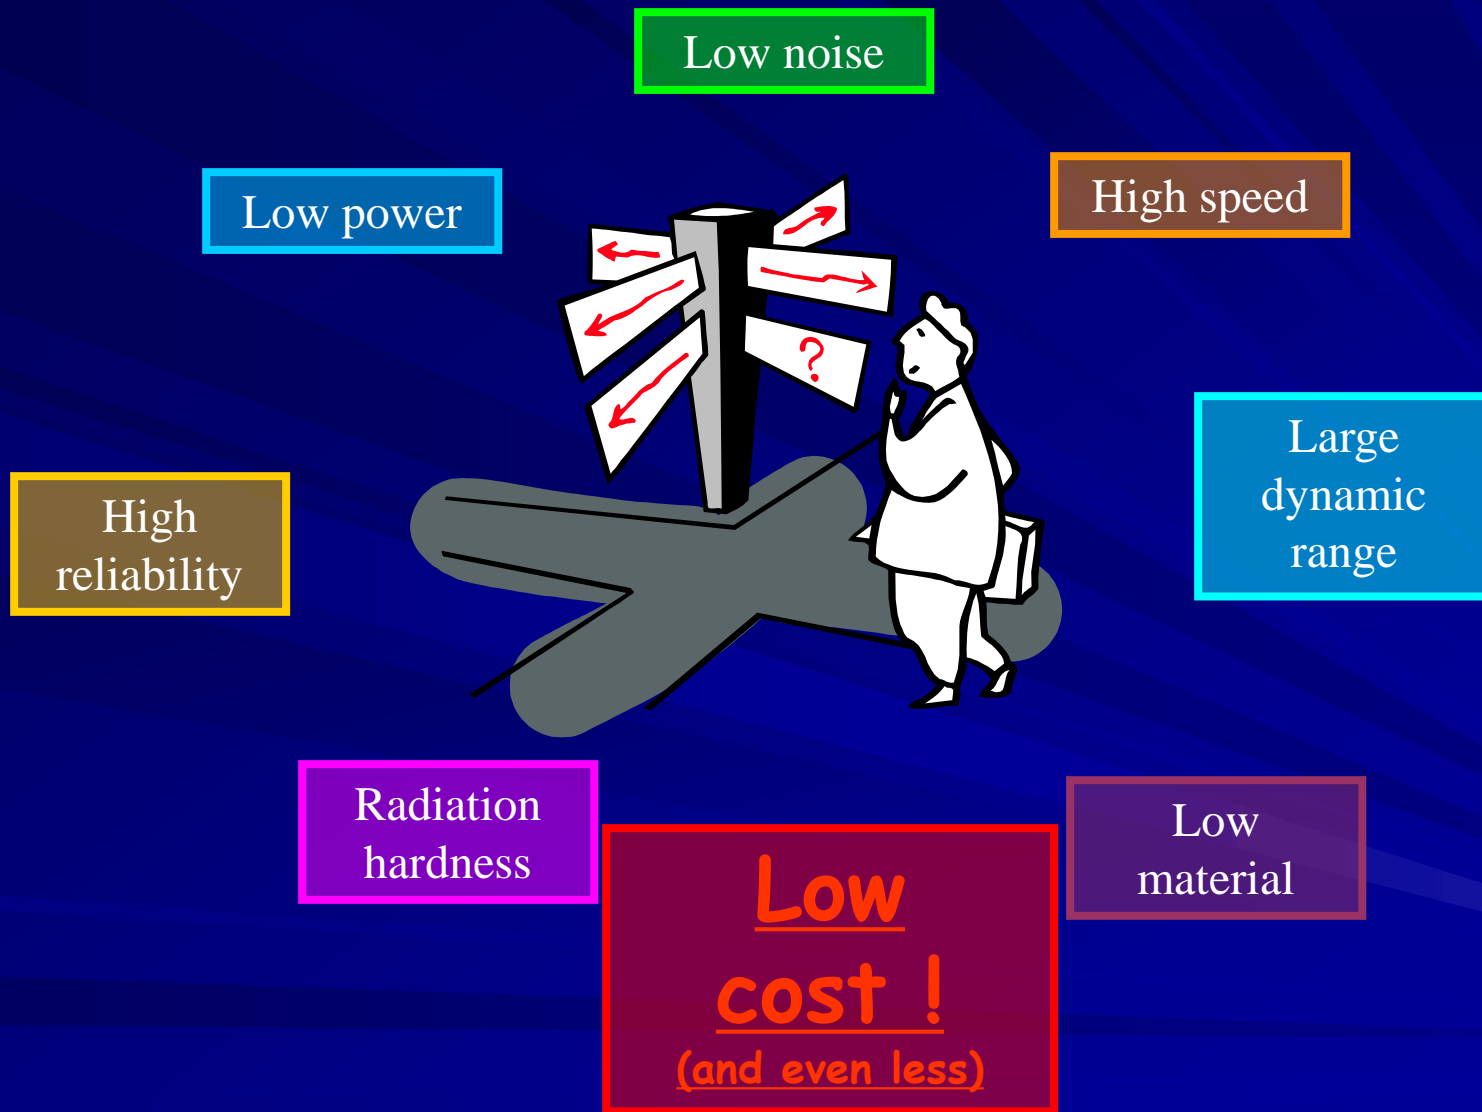 Low noise
Low power
High speed
?
Large
dynamic
range
High
reliability
Radiation
hardness
Low
material
Low
cost !
(and even less)